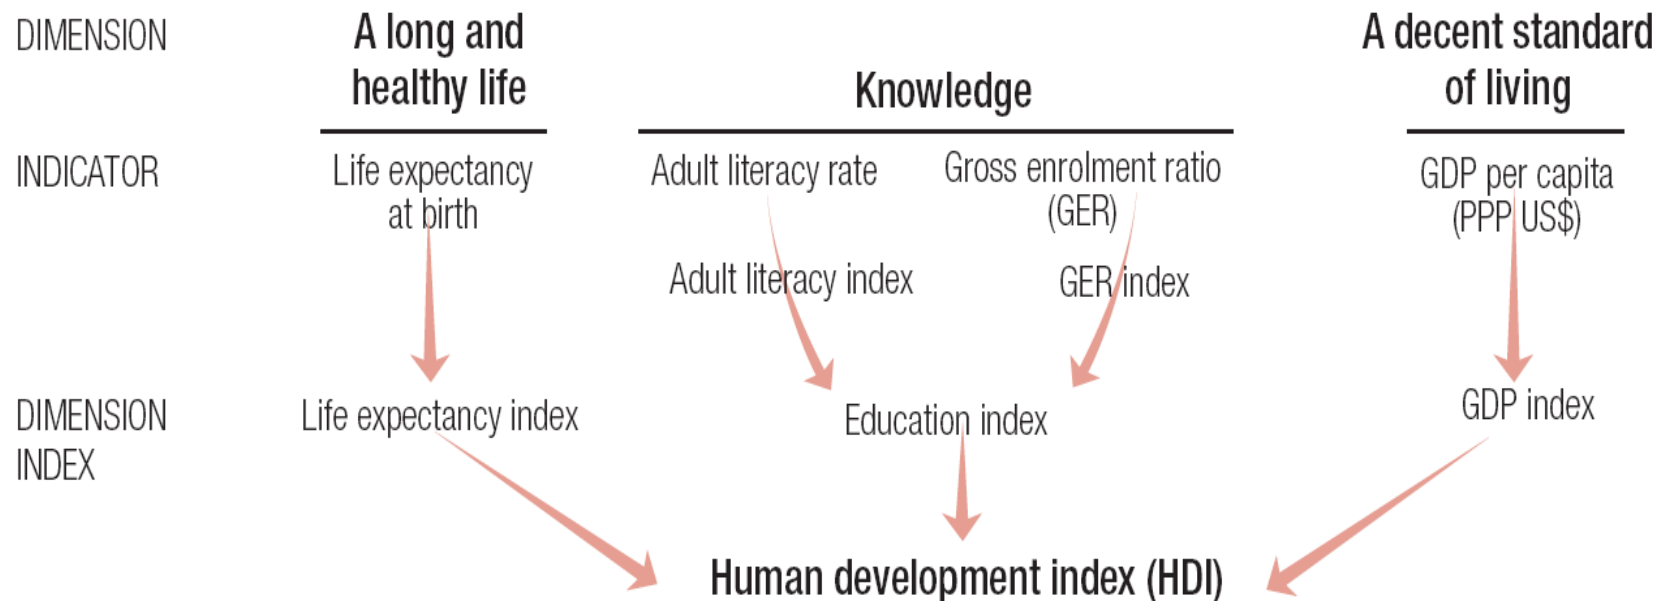 DIMENSION
A long and
healthy life
Knowledge
A decent standard
of living
INDICATOR
Life expectancy
at birth
Adult literacy rate
Gross enrolment ratio
(GER)
GDP per capita
(PPP US$)
Adult literacy index
GER index
DIMENSION
INDEX
Life expectancy index
Education index
GDP index
Human development index (HDI)